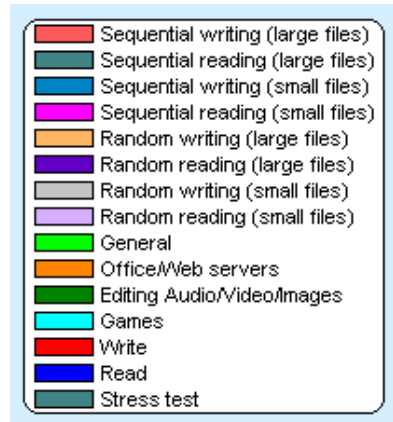 Sequential writing (large files)
Sequential reading (large files)
Sequential writing (small files)
Sequential reading (small files)
Random writing (large files)
Random reading (large files)
Random writing (small files)
Random reading (small files)
General
Office/Web servers
Editing Audio/Video/Images
Games
Write
Read
Stress test